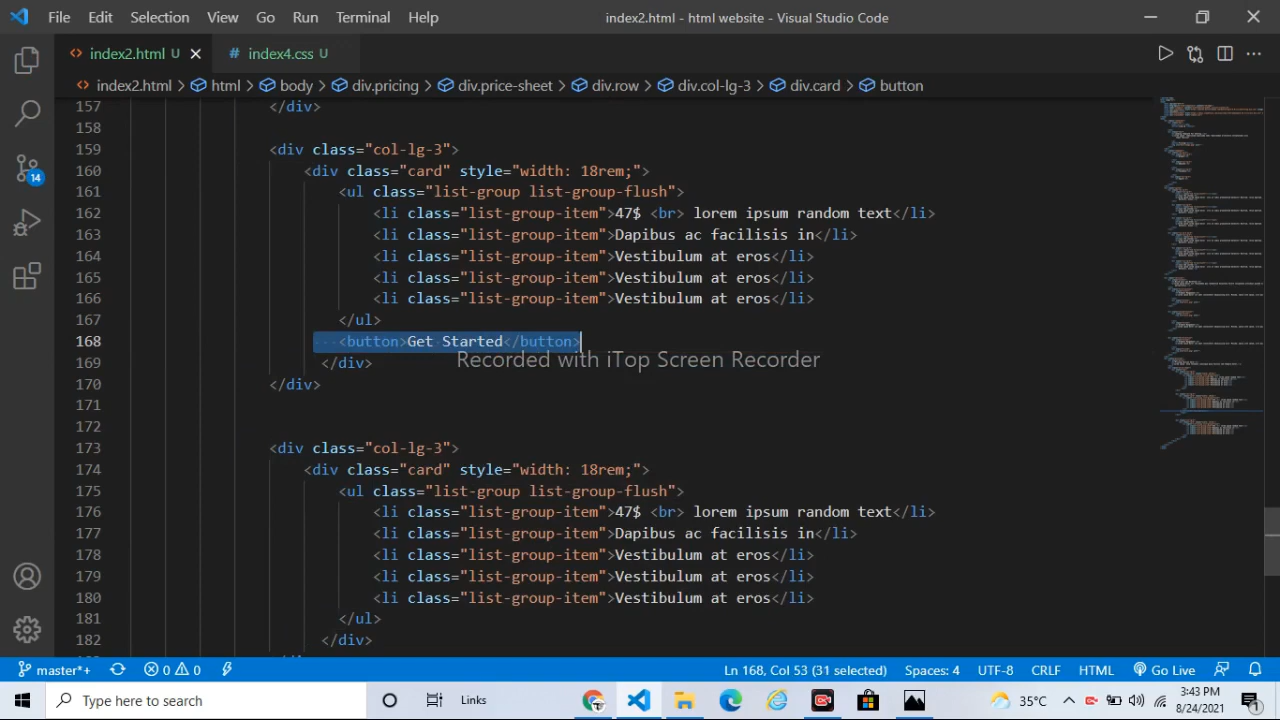 File Edit Selection View Go Run Terminal Help index2.html - html website - Visual Studio Code
<> index2.html U × # index4.css U
<> index2.html > html > body > div.pricing > div.price-sheet > div.row > div.col-lg-3 > div.card > button
157 </div>
158
159 <div class="col-lg-3">
160 <div class="card" style="width: 18rem;">
161 <ul class="list-group list-group-flush">
162 <li class="list-group-item">47$ <br> lorem ipsum random text</li>
163 <li class="list-group-item">Dapibus ac facilisis in</li>
164 <li class="list-group-item">Vestibulum at eros</li>
165 <li class="list-group-item">Vestibulum at eros</li>
166 <li class="list-group-item">Vestibulum at eros</li>
167 </ul>
168 <button>Get Started</button>
Recorded with iTop Screen Recorder
169 </div>
170 </div>
171
172
173 <div class="col-lg-3">
174 <div class="card" style="width: 18rem;">
175 <ul class="list-group list-group-flush">
176 <li class="list-group-item">47$ <br> lorem ipsum random text</li>
177 <li class="list-group-item">Dapibus ac facilisis in</li>
178 <li class="list-group-item">Vestibulum at eros</li>
179 <li class="list-group-item">Vestibulum at eros</li>
180 <li class="list-group-item">Vestibulum at eros</li>
181 </ul>
182 </div>
14
master*+ 0 0 Ln 168, Col 53 (31 selected) Spaces: 4 UTF-8 CRLF HTML Go Live
Type here to search Links 35°C 3:43 PM
8/24/2021 1